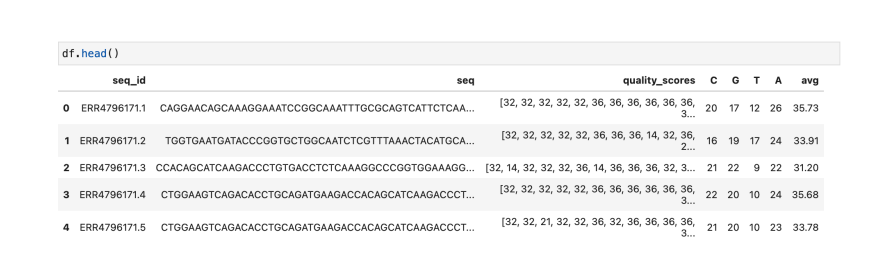 df.head()
seq_id seq quality_scores C G T A avg
0 ERR4796171.1 CAGGAACAGCAAAGGAAATCCGGCAAATTTGCGCAGTCATTCTCAA... [32, 32, 32, 32, 32, 36, 36, 36, 36, 36, 36, 3... 20 17 12 26 35.73
1 ERR4796171.2 TGGTGAATGATACCCGGTGCTGGCAATCTCGTTTAAACTACATGCA... [32, 32, 32, 32, 32, 36, 36, 36, 14, 32, 36, 2... 16 19 17 24 33.91
2 ERR4796171.3 CCACAGCATCAAGACCCTGTGACCTCTCAAAGGCCCGGTGGAAAGG... [32, 14, 32, 32, 32, 36, 14, 36, 36, 36, 32, 3... 21 22 9 22 31.20
3 ERR4796171.4 CTGGAAGTCAGACACCTGCAGATGAAGACCACAGCATCAAGACCCT... [32, 32, 32, 32, 32, 36, 36, 36, 36, 36, 36, 3... 22 20 10 24 35.68
4 ERR4796171.5 CTGGAAGTCAGACACCTGCAGATGAAGACCACAGCATCAAGACCCT... [32, 32, 21, 32, 32, 36, 32, 36, 36, 36, 36, 3... 21 20 10 23 33.78